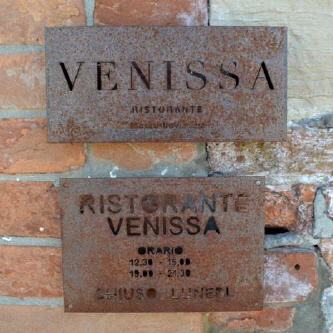 VENISSA
RISTORANTE
RISTORANTE
VENISSA
ORARIO
12,30 - 15,00
19,00 - 21,30
CHIUSO LUNEDI